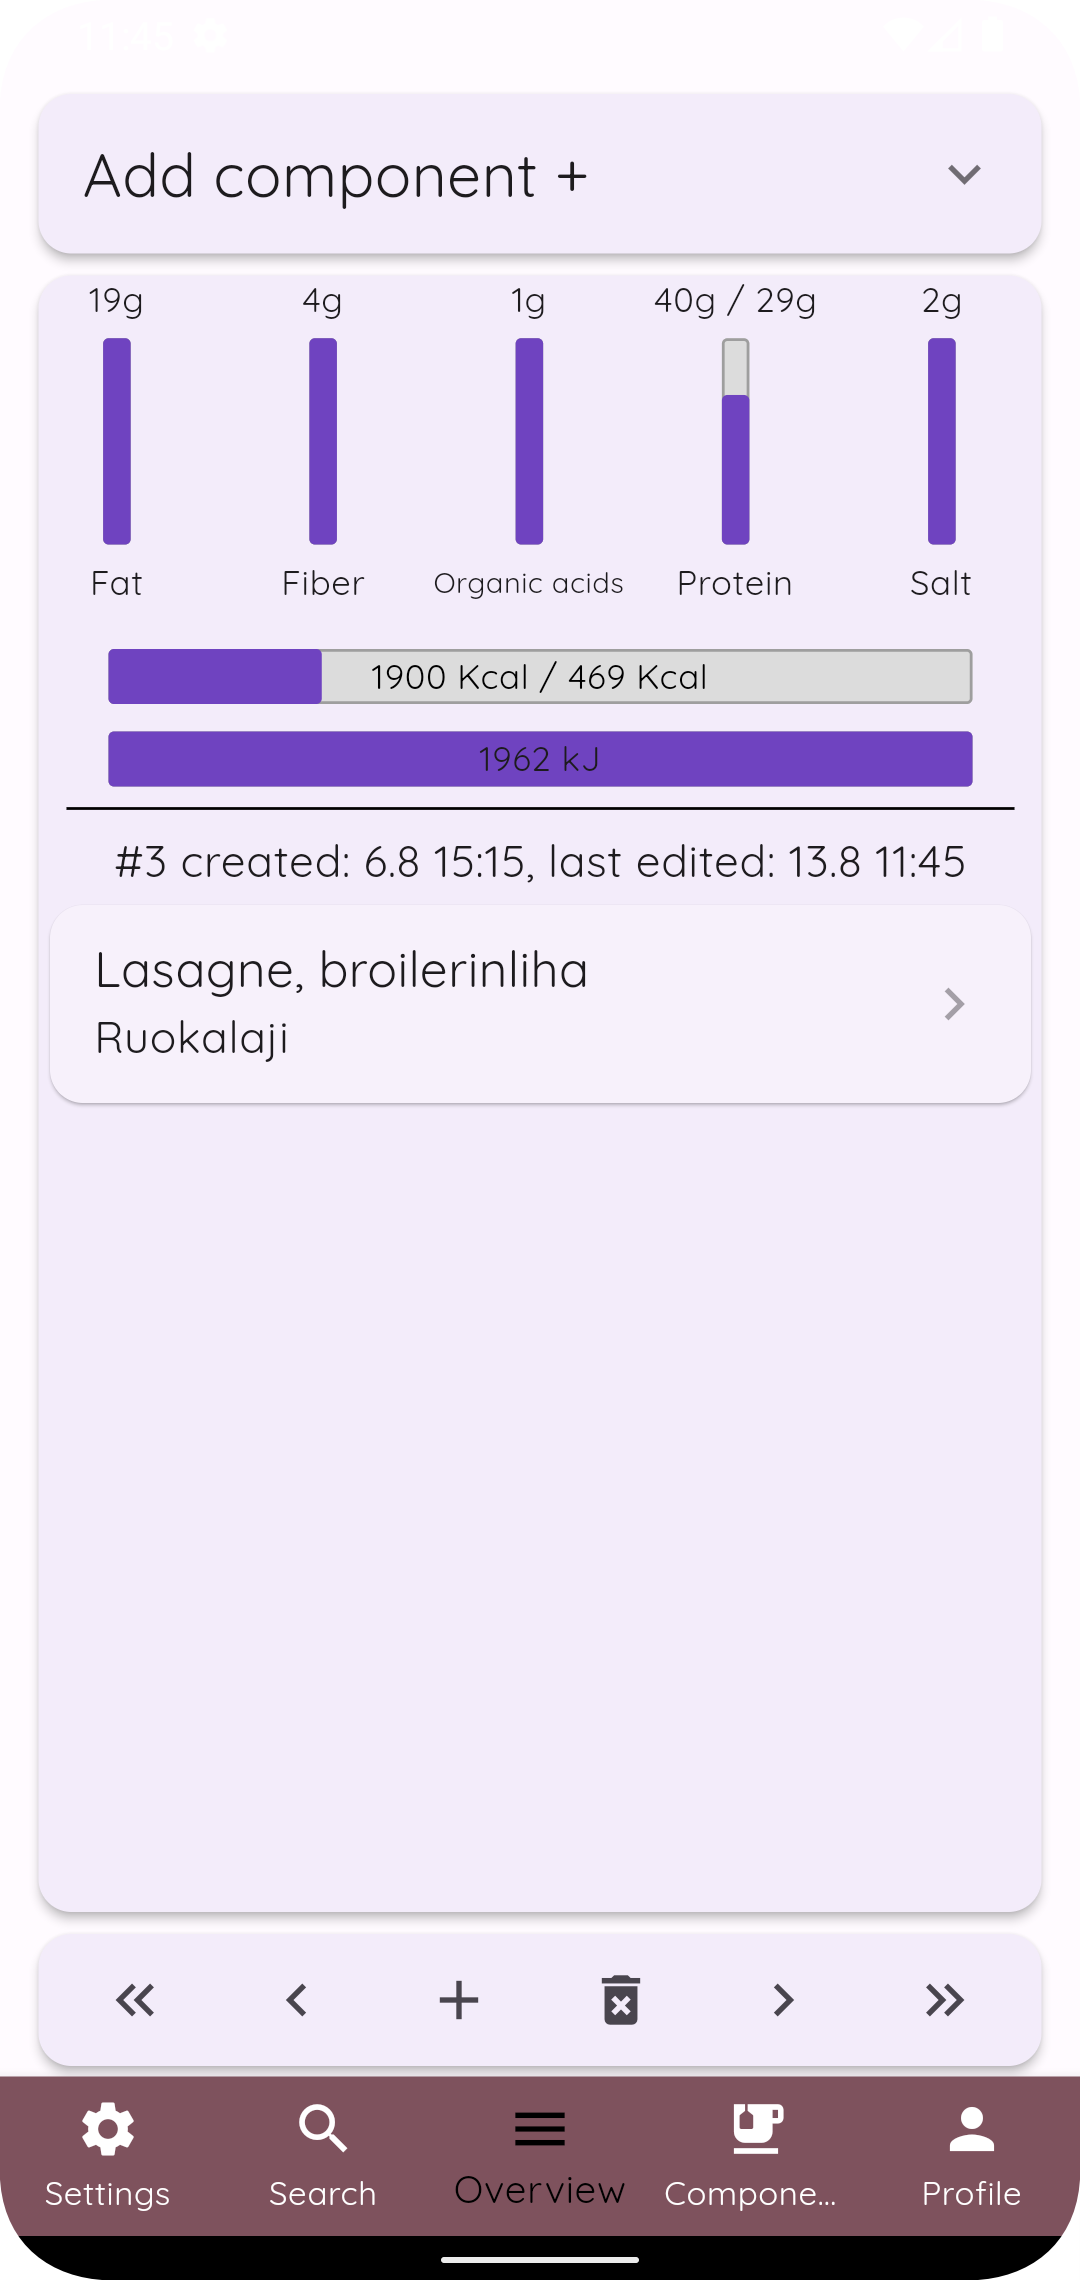 Add component +
19g 4g 1g 40g / 29g 2g
Fat Fiber Organic acids Protein Salt
1900 Kcal / 469 Kcal
1962 kJ
#3 created: 6.8 15:15, last edited: 13.8 11:45
Lasagne, broilerinliha
Ruokalaji
Settings Search Overview Compone... Profile